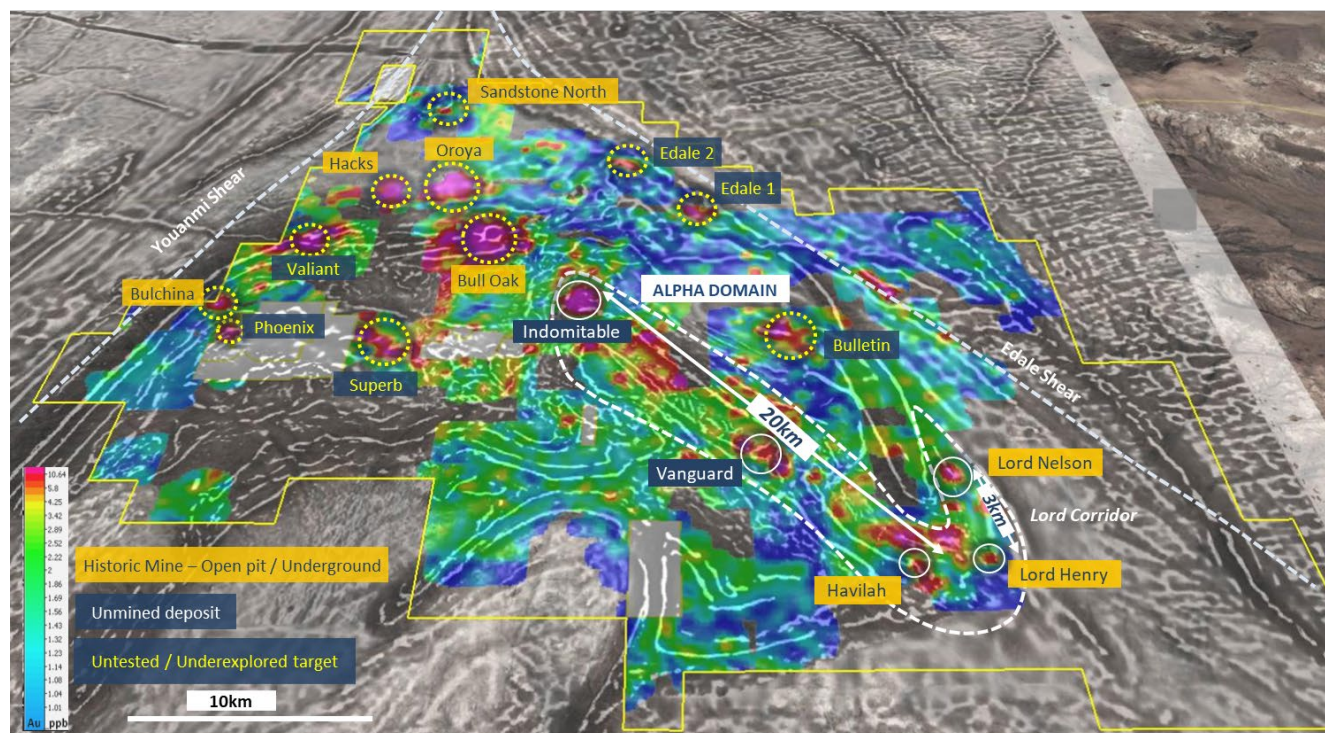 Sandstone North
Oroya
Hacks
Edale 2
Edale 1
Youanmi Shear
Valiant
Bull Oak
Bulchina
ALPHA DOMAIN
Phoenix
Indomitable
Bulletin
Superb
Edale Shear
20km
Vanguard
Lord Nelson
3km
Lord Corridor
Havilah
Lord Henry
10.64
5.8
4.25
3.42
2.89
2.52
2.22
2
1.86
1.69
1.56
1.43
1.32
1.23
1.14
1.08
1.04
1.01
Au ppb
Historic Mine – Open pit / Underground
Unmined deposit
Untested / Underexplored target
10km